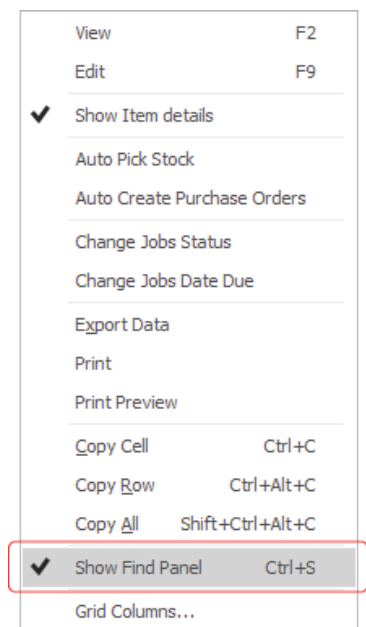 View F2
Edit F9
Show Item details
Auto Pick Stock
Auto Create Purchase Orders
Change Jobs Status
Change Jobs Date Due
Export Data
Print
Print Preview
Copy Cell Ctrl+C
Copy Row Ctrl+Alt+C
Copy All Shift+Ctrl+Alt+C
Show Find Panel Ctrl+S
Grid Columns...